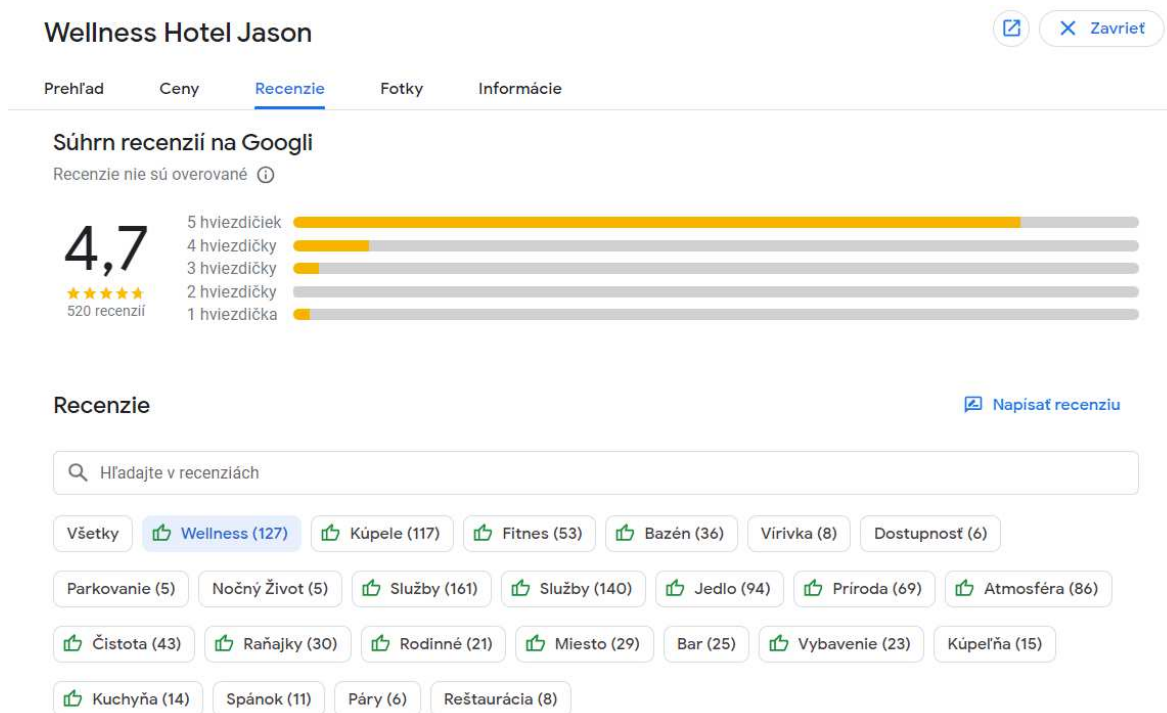 Wellness Hotel Jason
Zavrieť
Prehľad Ceny Recenzie Fotky Informácie
Súhrn recenzií na Googli
Recenzie nie sú overované
4,7
520 recenzií
5 hviezdičiek
4 hviezdičky
3 hviezdičky
2 hviezdičky
1 hviezdička
Recenzie
Napísať recenziu
Hľadajte v recenziách
Všetky Wellness (127) Kúpele (117) Fitnes (53) Bazén (36) Vírivka (8) Dostupnosť (6)
Parkovanie (5) Nočný Život (5) Služby (161) Služby (140) Jedlo (94) Príroda (69) Atmosféra (86)
Čistota (43) Raňajky (30) Rodinné (21) Miesto (29) Bar (25) Vybavenie (23) Kúpeľňa (15)
Kuchyňa (14) Spánok (11) Páry (6) Reštaurácia (8)